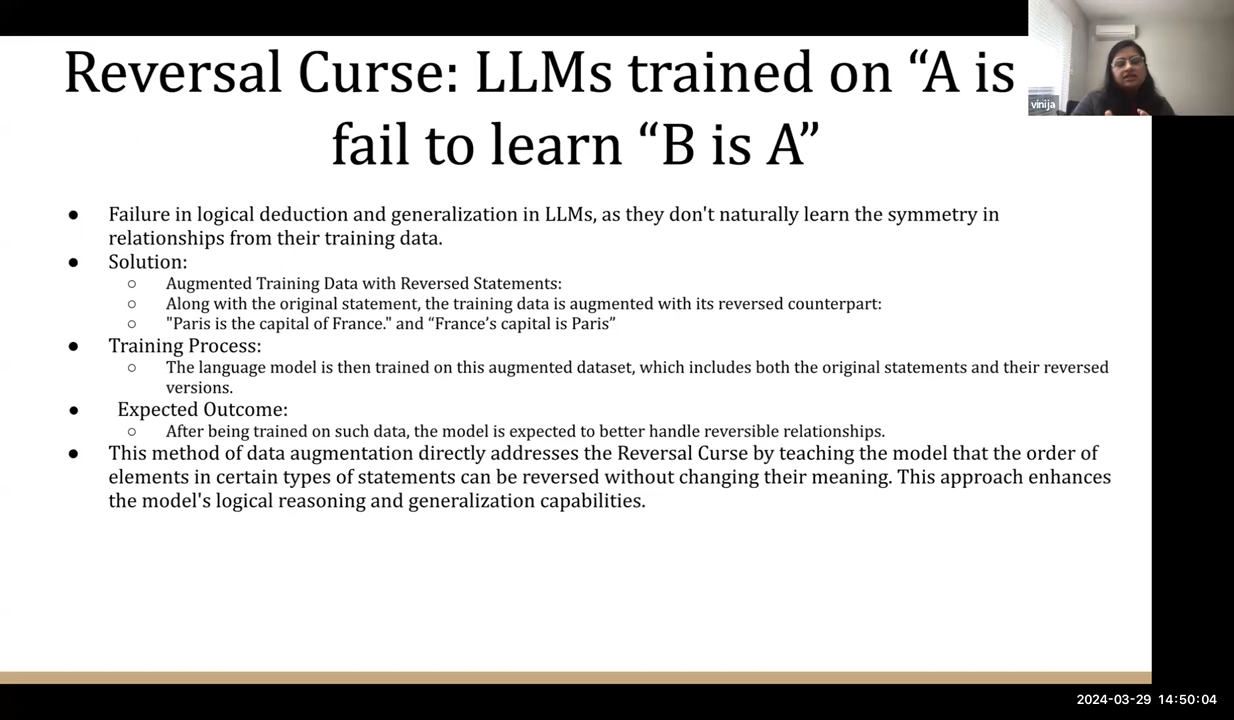 Reversal Curse: LLMs trained on “A is
fail to learn “B is A”
vinija
● Failure in logical deduction and generalization in LLMs, as they don't naturally learn the symmetry in
relationships from their training data.
● Solution:
○ Augmented Training Data with Reversed Statements:
○ Along with the original statement, the training data is augmented with its reversed counterpart:
○ "Paris is the capital of France." and “France’s capital is Paris”
● Training Process:
○ The language model is then trained on this augmented dataset, which includes both the original statements and their reversed
versions.
● Expected Outcome:
○ After being trained on such data, the model is expected to better handle reversible relationships.
● This method of data augmentation directly addresses the Reversal Curse by teaching the model that the order of
elements in certain types of statements can be reversed without changing their meaning. This approach enhances
the model's logical reasoning and generalization capabilities.
2024-03-29 14:50:04